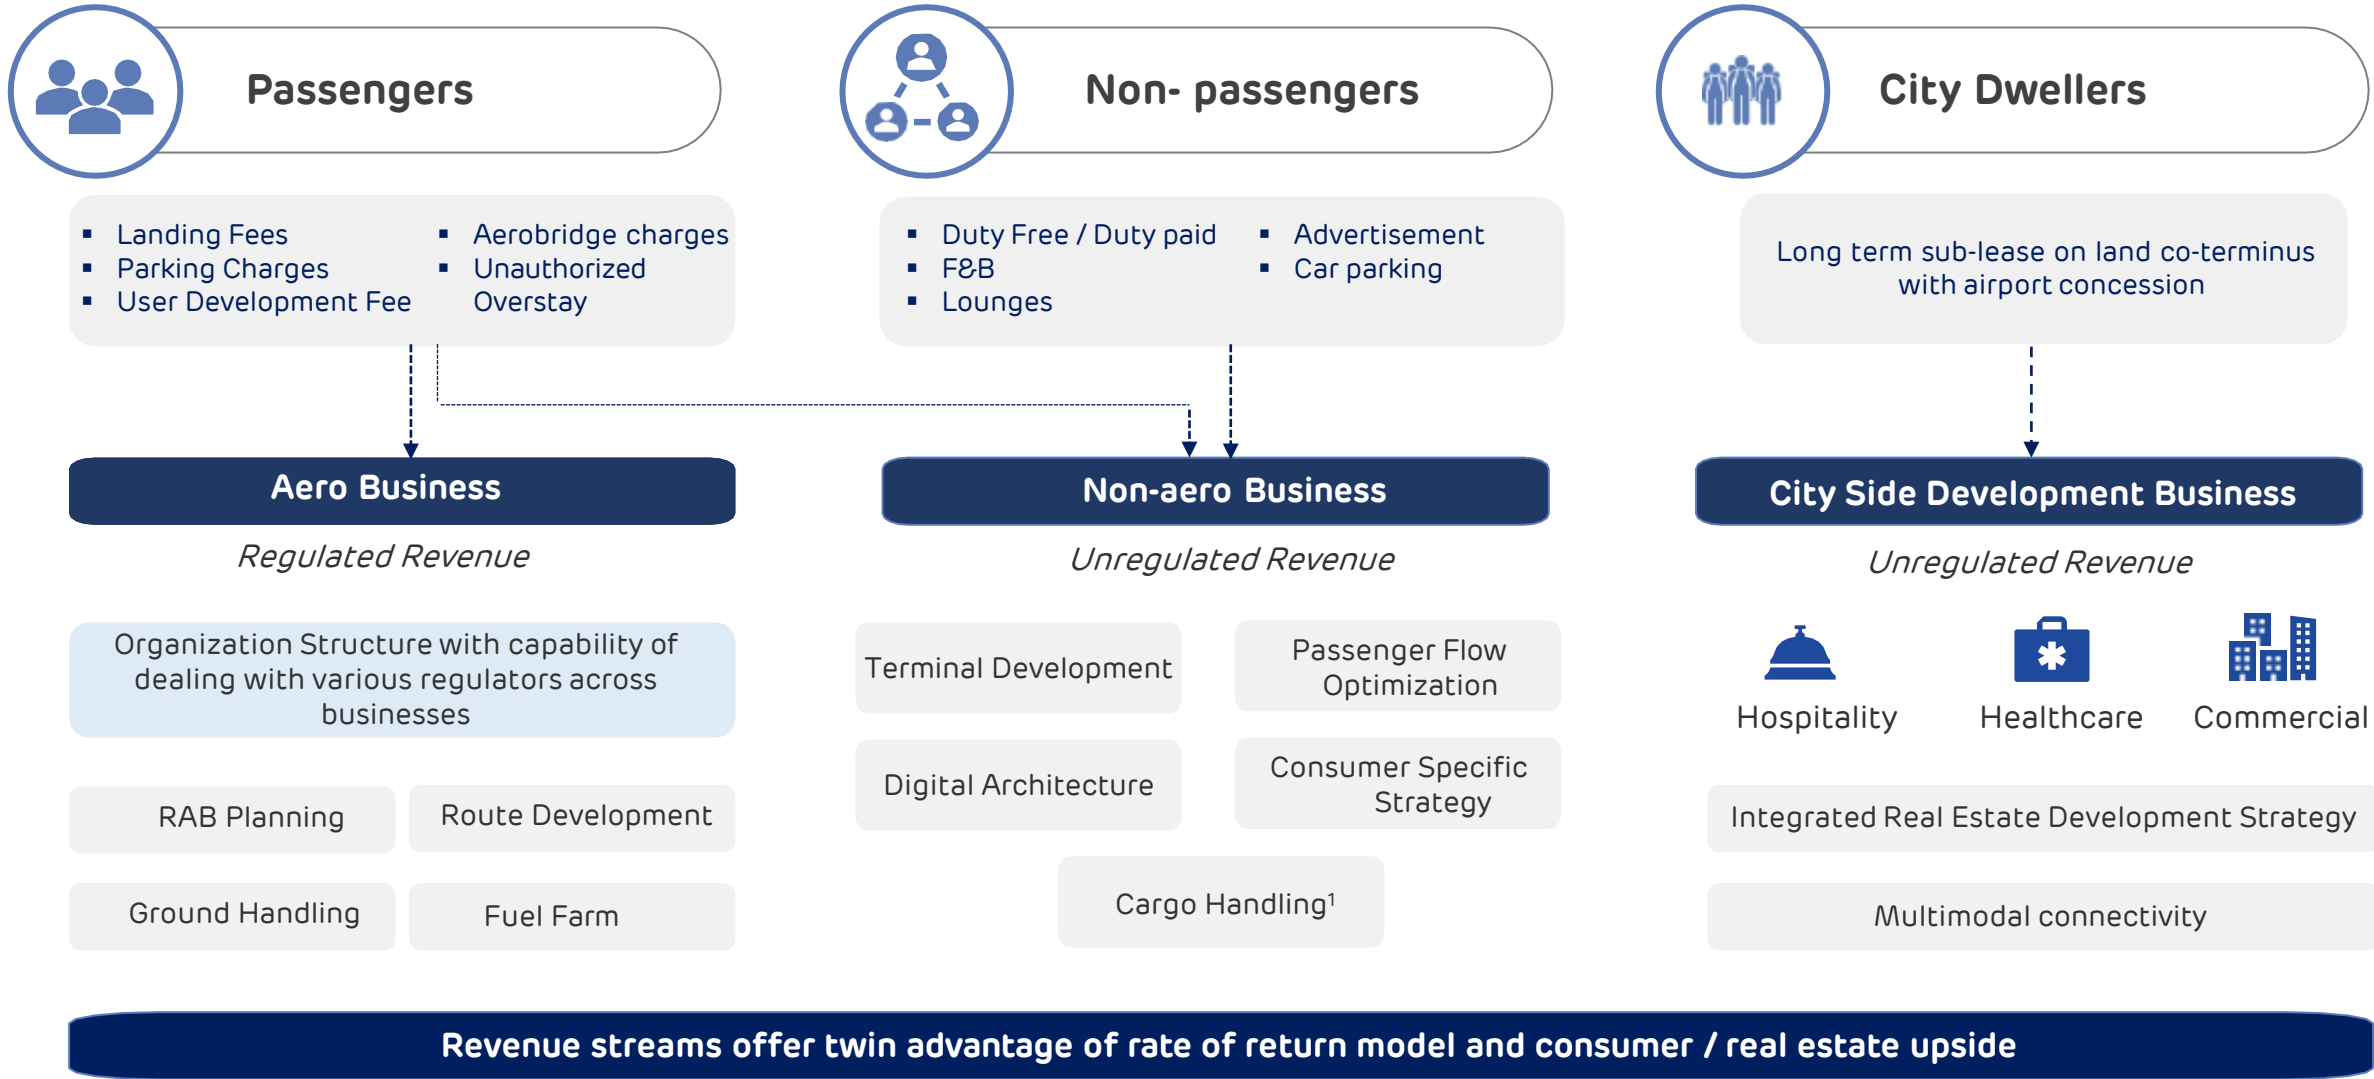 Passengers
Non- passengers
City Dwellers
▪ Landing Fees
▪ Parking Charges
▪ User Development Fee
▪ Aerobridge charges
▪ Unauthorized
Overstay
▪ Duty Free / Duty paid
▪ F&B
▪ Lounges
▪ Advertisement
▪ Car parking
Long term sub-lease on land co-terminus
with airport concession
Aero Business
Non-aero Business
City Side Development Business
Regulated Revenue
Unregulated Revenue
Unregulated Revenue
Organization Structure with capability of
dealing with various regulators across
businesses
RAB Planning
Route Development
Ground Handling
Fuel Farm
Terminal Development
Passenger Flow
Optimization
Digital Architecture
Consumer Specific
Strategy
Cargo Handling¹
Hospitality
Healthcare
Commercial
Integrated Real Estate Development Strategy
Multimodal connectivity
Revenue streams offer twin advantage of rate of return model and consumer / real estate upside